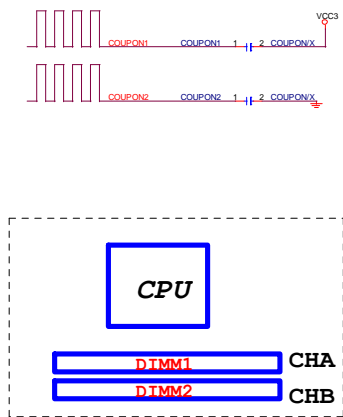 VCC3
COUPON1 COUPON1 1 2 COUPON/X
COUPON2 COUPON2 1 2 COUPON/X
CPU
DIMM1 CHA
DIMM2 CHB